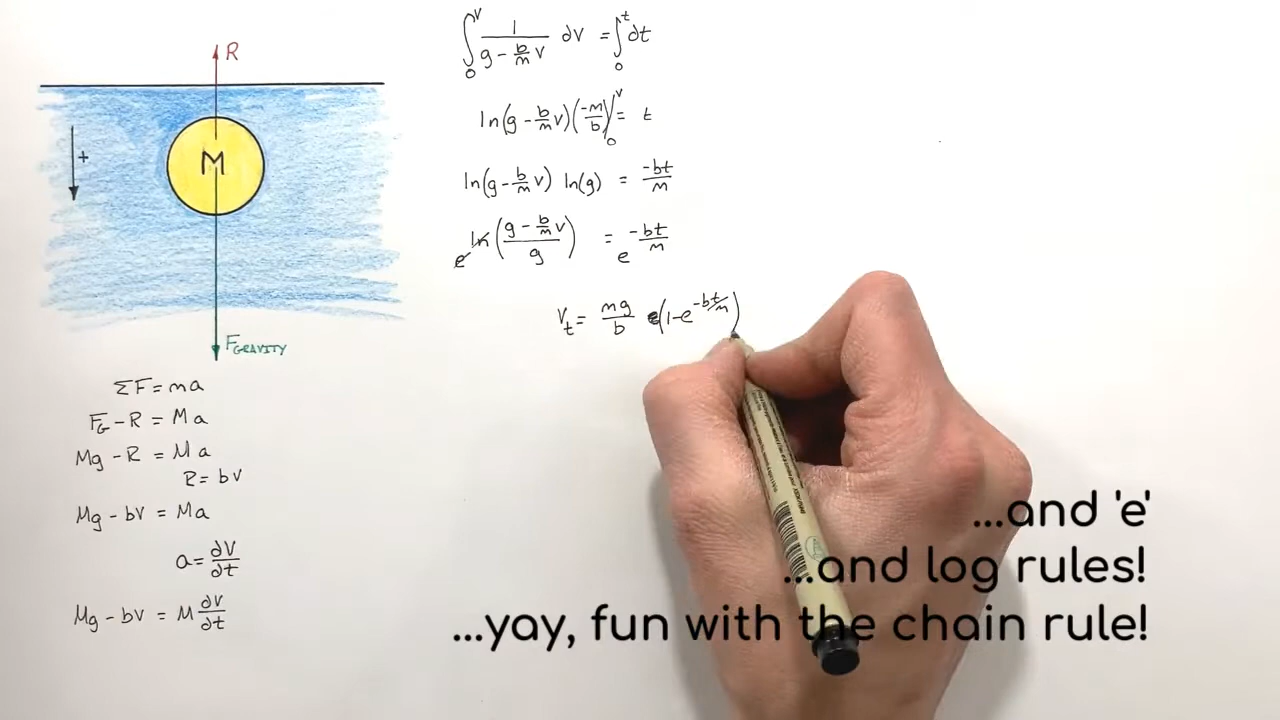 R
M
+
F_GRAVITY
ΣF = ma
F_G - R = Ma
Mg - R = Ma
R = bv
Mg - bv = Ma
a = ∂V/∂t
Mg - bv = M ∂V/∂t
∫₀^v 1/(g - b/m v) ∂v = ∫₀^t ∂t
ln(g - b/m v)(-m/b)|₀^v = t
ln(g - b/m v) ln(g) = -bt/m
e^ln((g - b/m v)/g) = e^(-bt/m)
V_t = mg/b (1-e^(-bt/m))
...and 'e'
...and log rules!
...yay, fun with the chain rule!